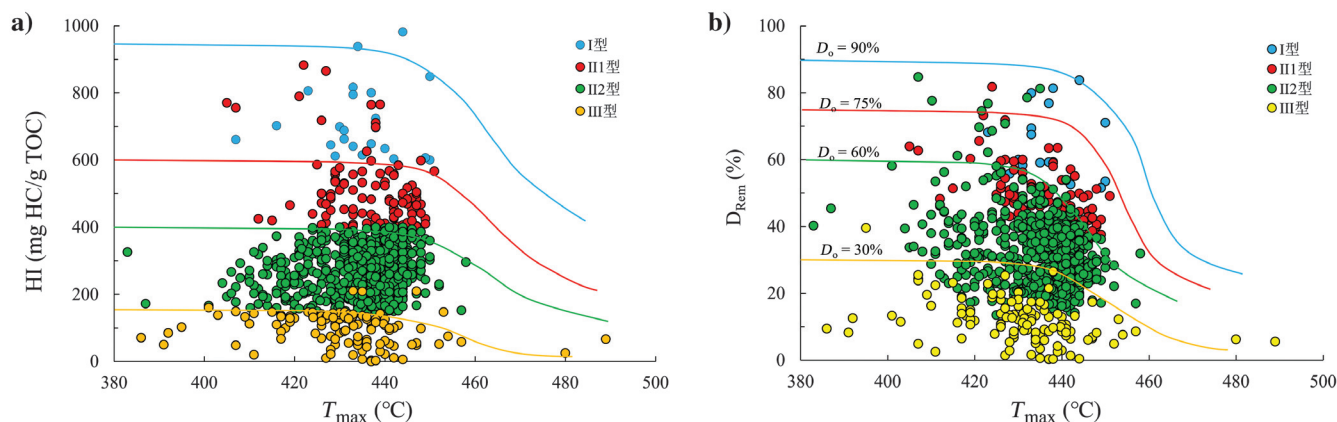 a)
HI (mg HC/g TOC)
1000
800
600
400
200
0
I型
II1型
II2型
III型
380
400
420
440
460
480
500
Tmax (℃)
b)
DRem (%)
100
80
60
40
20
0
Do = 90%
Do = 75%
Do = 60%
Do = 30%
I型
II1型
II2型
III型
380
400
420
440
460
480
500
Tmax (℃)